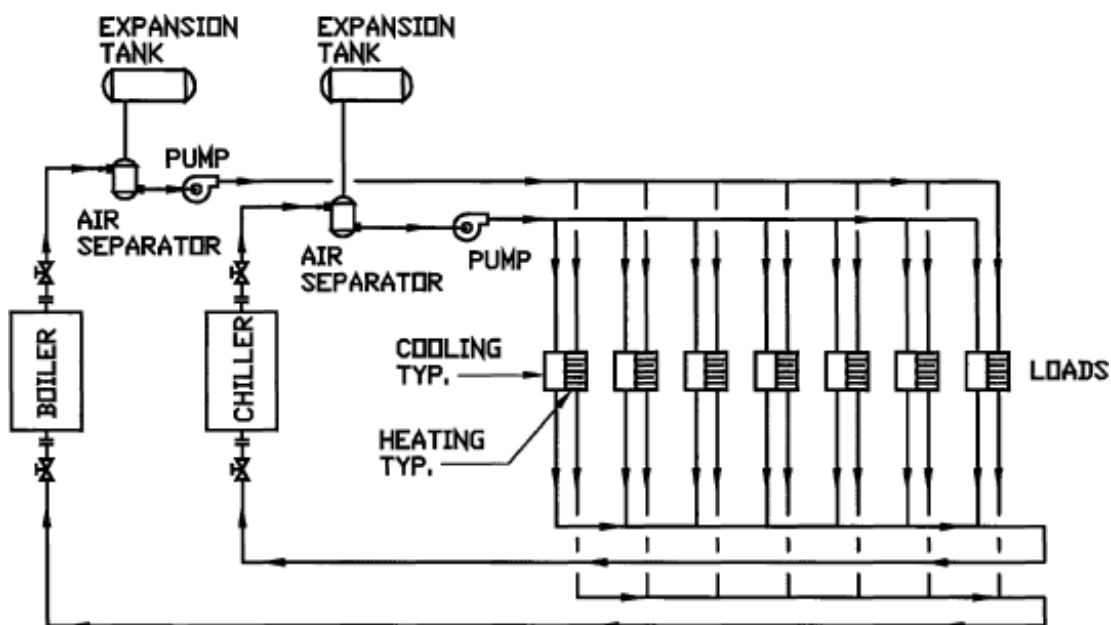 EXPANSION
TANK
EXPANSION
TANK
PUMP
AIR
SEPARATOR
AIR
SEPARATOR
PUMP
BOILER
CHILLER
COOLING
TYP.
LOADS
HEATING
TYP.